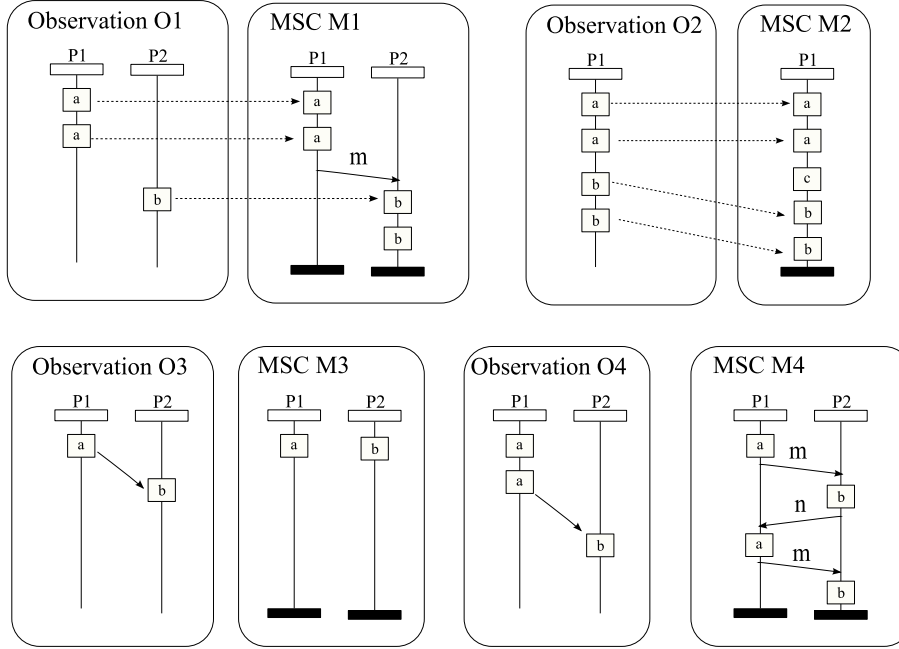 Observation O1 MSC M1 Observation O2 MSC M2
P1 P2 P1 P2 P1 P1
a a a a
a a a a
m
c
b b b b
b b b
Observation O3 MSC M3 Observation O4 MSC M4
P1 P2 P1 P2 P1 P2 P1 P2
a a b a a
m
a
b b
n
b a
m
b